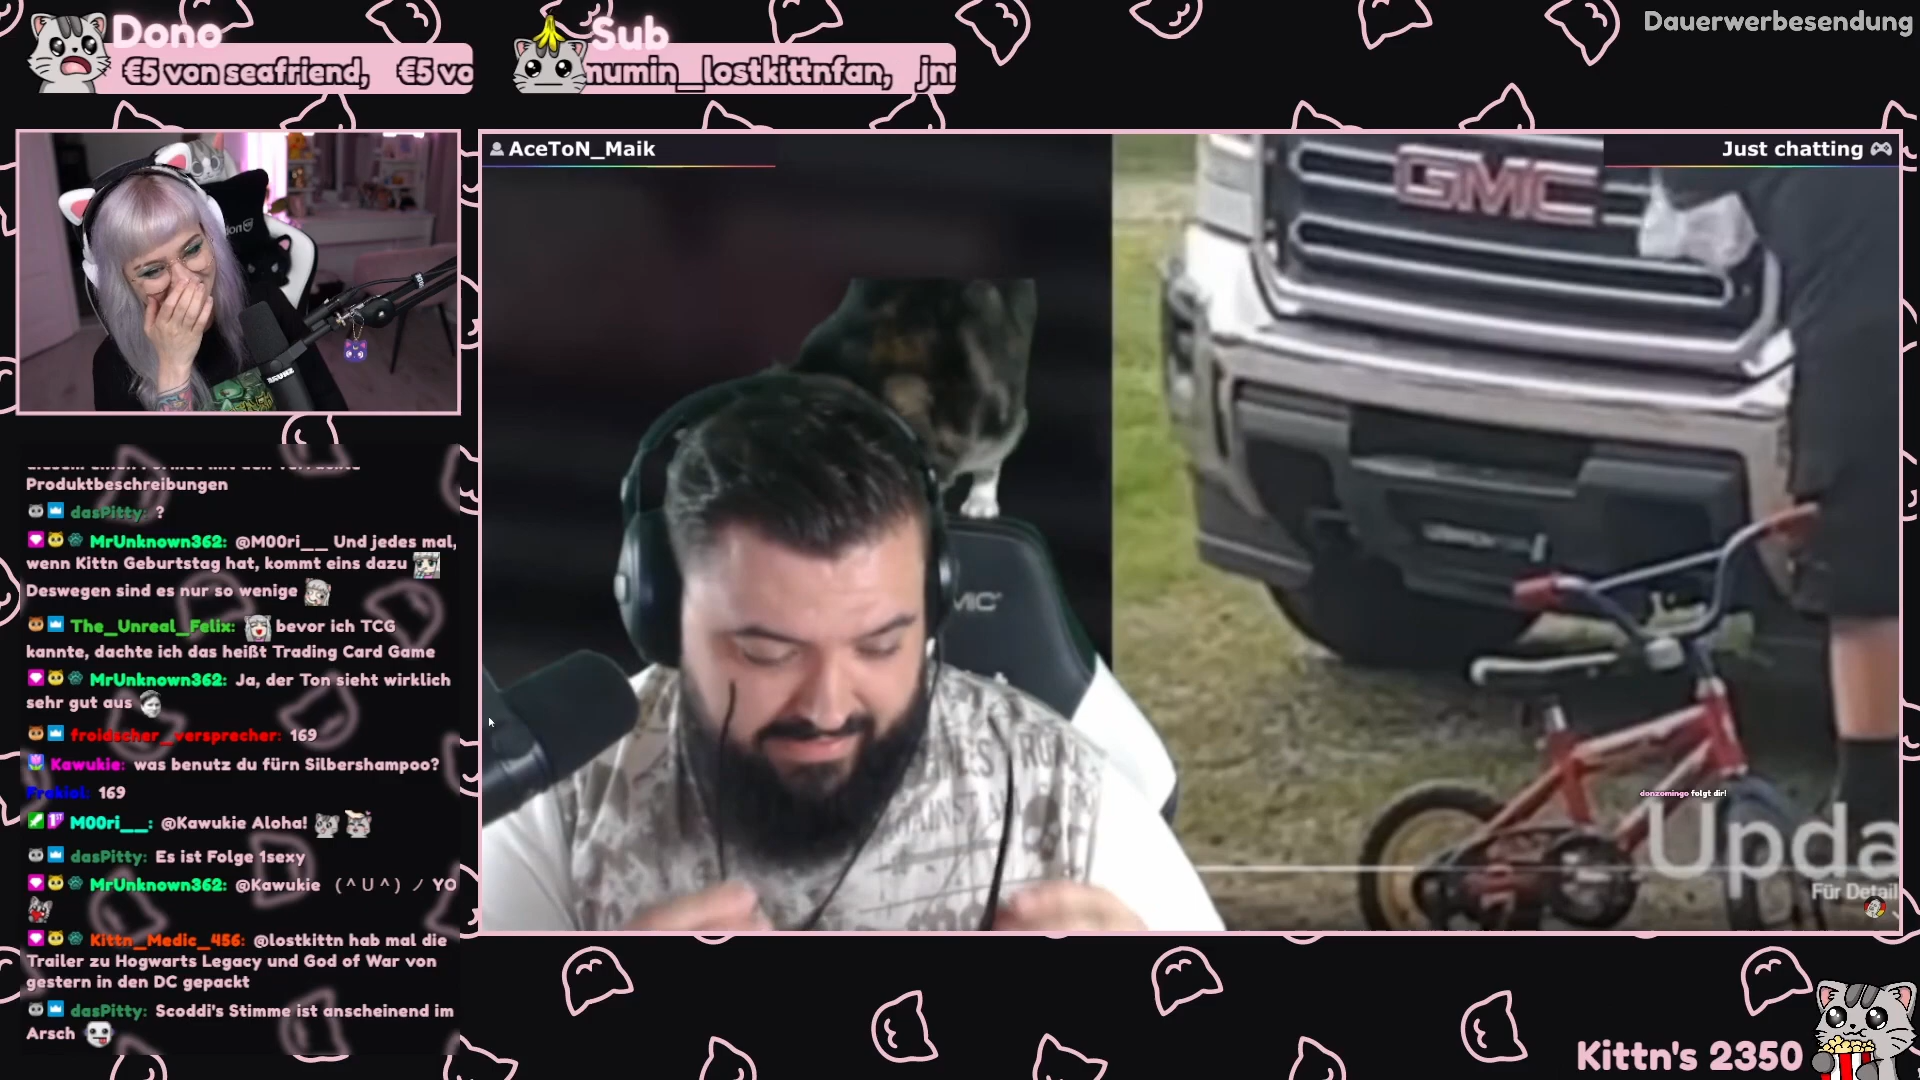 Dono
€5 von seafriend, €5 vo
Sub
numin_lostkittnfan, jnr
Dauerwerbesendung
AceToN_Maik
Just chatting
GMC
Produktbeschreibungen
dasPitty: ?
MrUnknown362: @M00ri__ Und jedes mal,
wenn Kittn Geburtstag hat, kommt eins dazu
Deswegen sind es nur so wenige
The_Unreal_Felix: bevor ich TCG
kannte, dachte ich das heißt Trading Card Game
MrUnknown362: Ja, der Ton sieht wirklich
sehr gut aus
froidscher_versprecher: 169
Kawukie: was benutz du fürn Silbershampoo?
Frakiol: 169
M00ri__: @Kawukie Aloha!
dasPitty: Es ist Folge 1sexy
MrUnknown362: @Kawukie (^U^)ノ YO
Kittn_Medic_456: @lostkittn hab mal die
Trailer zu Hogwarts Legacy und God of War von
gestern in den DC gepackt
dasPitty: Scoddi's Stimme ist anscheinend im
Arsch
donzomingo folgt dir!
Upda
Für Detail
Kittn's 2350